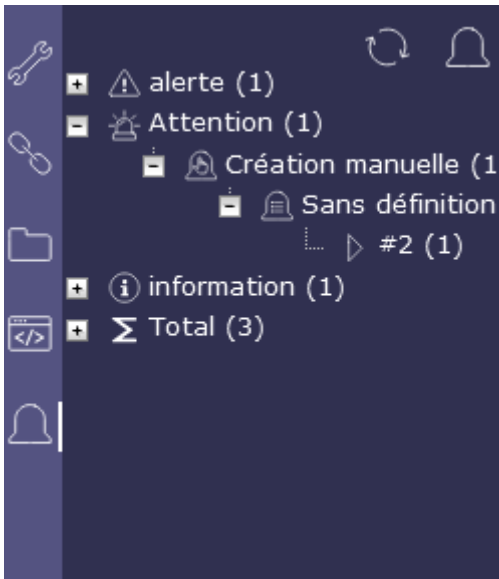 alerte (1)
Attention (1)
Création manuelle (1
Sans définition
#2 (1)
information (1)
Total (3)